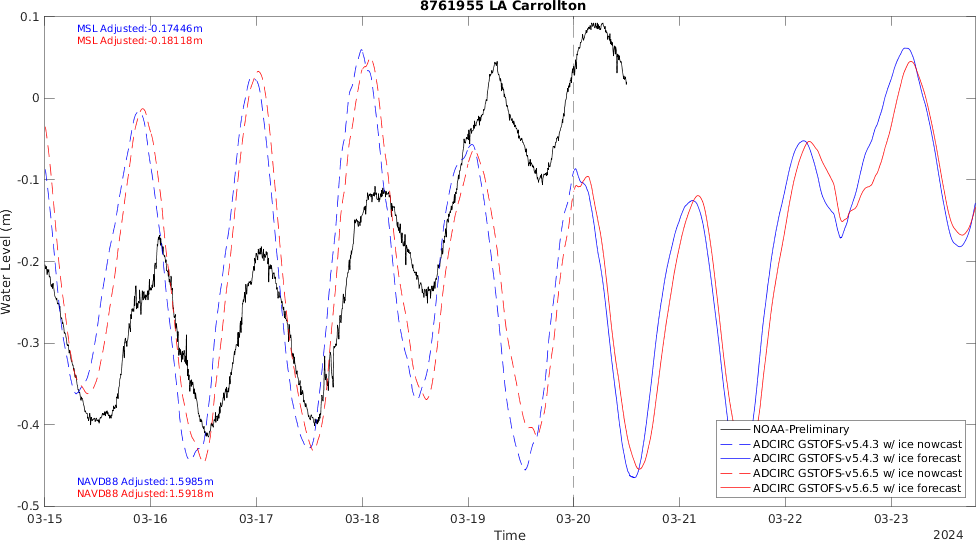 8761955 LA Carrollton
MSL Adjusted:-0.17446m
MSL Adjusted:-0.18118m
0.1
0
-0.1
-0.2
-0.3
-0.4
-0.5
Water Level (m)
NAVD88 Adjusted:1.5985m
NAVD88 Adjusted:1.5918m
NOAA-Preliminary
ADCIRC GSTOFS-v5.4.3 w/ ice nowcast
ADCIRC GSTOFS-v5.4.3 w/ ice forecast
ADCIRC GSTOFS-v5.6.5 w/ ice nowcast
ADCIRC GSTOFS-v5.6.5 w/ ice forecast
03-15 03-16 03-17 03-18 03-19 03-20 03-21 03-22 03-23
Time
2024